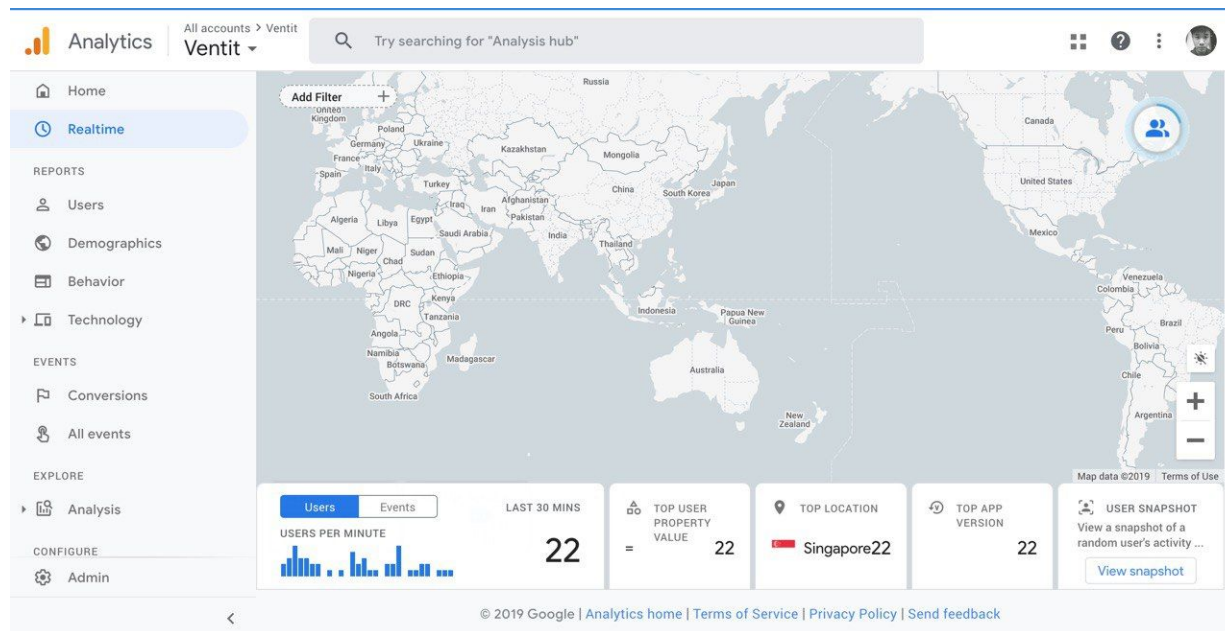 Analytics
All accounts > Ventit
Ventit
Try searching for "Analysis hub"
Home
Realtime
REPORTS
Users
Demographics
Behavior
Technology
EVENTS
Conversions
All events
EXPLORE
Analysis
CONFIGURE
Admin
Add Filter
Russia
United
Kingdom
Poland
Germany
Ukraine
France
Kazakhstan
Mongolia
Italy
Spain
Turkey
China
South Korea
Japan
Afghanistan
Iraq
Iran
Pakistan
Algeria
Libya
Egypt
Saudi Arabia
India
Thailand
Mali
Niger
Sudan
Chad
Nigeria
Ethiopia
DRC
Kenya
Tanzania
Indonesia
Papua New
Guinea
Angola
Namibia
Botswana
Madagascar
Australia
South Africa
New
Zealand
Canada
United States
Mexico
Venezuela
Colombia
Peru
Brazil
Bolivia
Chile
Argentina
Map data ©2019
Terms of Use
Users
Events
LAST 30 MINS
USERS PER MINUTE
22
TOP USER
PROPERTY
VALUE
=
22
TOP LOCATION
Singapore22
TOP APP
VERSION
22
USER SNAPSHOT
View a snapshot of a
random user's activity ...
View snapshot
© 2019 Google | Analytics home | Terms of Service | Privacy Policy | Send feedback